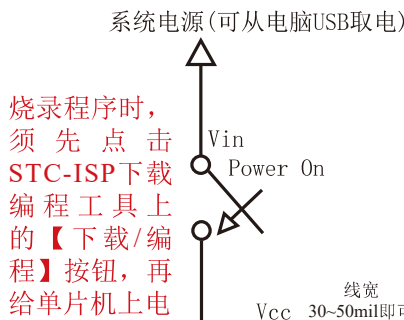 系统电源(可从电脑USB取电)
烧录程序时，
须先点击
STC-ISP下载
编程工具上
的【下载/编
程】按钮，再
给单片机上电
Vin
Power On
线宽
Vcc 30~50mil即可